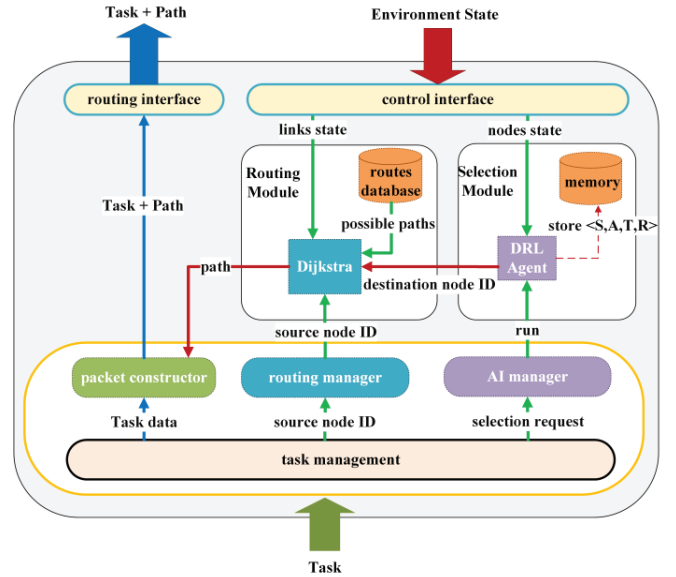 Task + Path
Environment State
routing interface
control interface
links state
nodes state
Routing
Module
routes
database
Selection
Module
memory
Task + Path
possible paths
store <S,A,T,R>
Dijkstra
DRL
Agent
path
destination node ID
source node ID
run
packet constructor
routing manager
AI manager
Task data
source node ID
selection request
task management
Task